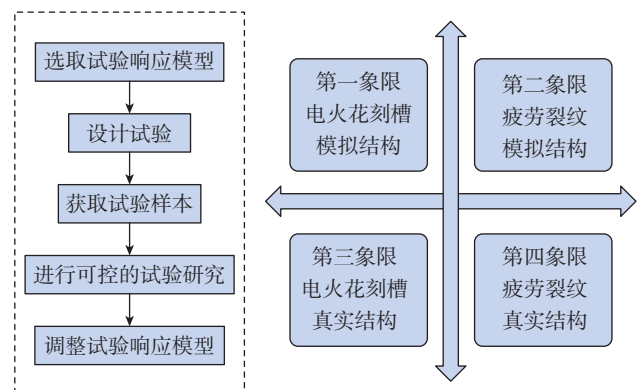 选取试验响应模型
设计试验
获取试验样本
进行可控的试验研究
调整试验响应模型
第一象限
电火花刻槽
模拟结构
第二象限
疲劳裂纹
模拟结构
第三象限
电火花刻槽
真实结构
第四象限
疲劳裂纹
真实结构